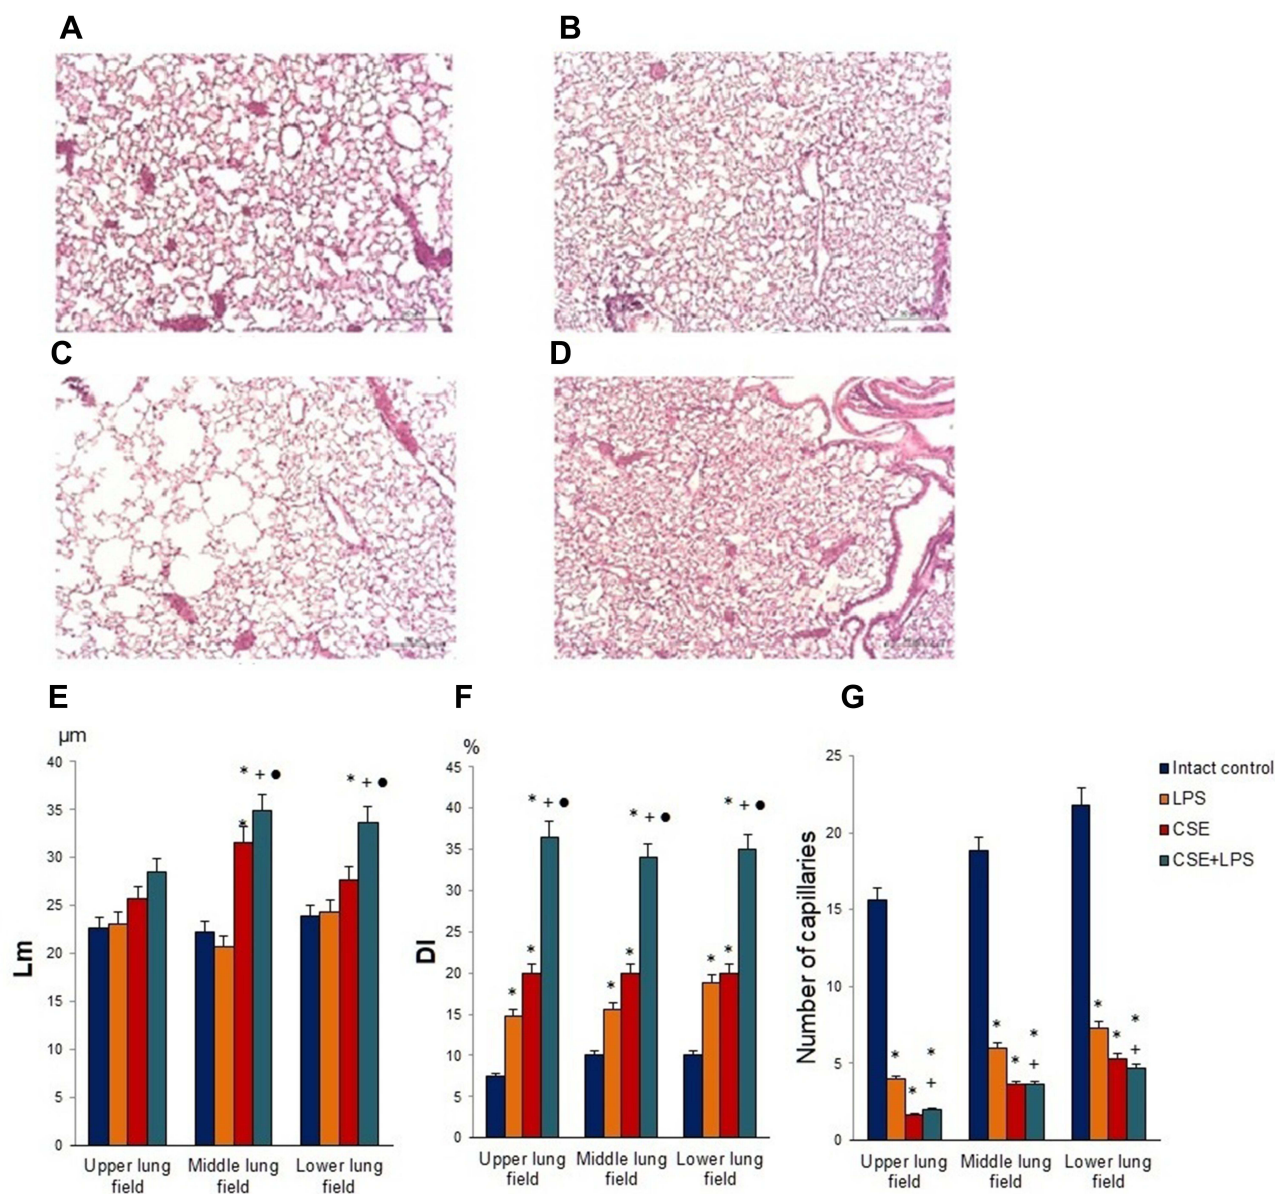 A
B
C
D
E
F
G
µm
40
35
30
25
20
15
10
5
0
Lm
* + ●
*
* + ●
Upper lung field
Middle lung field
Lower lung field
%
45
40
35
30
25
20
15
10
5
0
DI
* + ●
* + ●
* + ●
* *
* *
* *
Upper lung field
Middle lung field
Lower lung field
25
20
15
10
5
0
Number of capillaries
* * * +
* * * +
* * * +
Upper lung field
Middle lung field
Lower lung field
Intact control
LPS
CSE
CSE+LPS